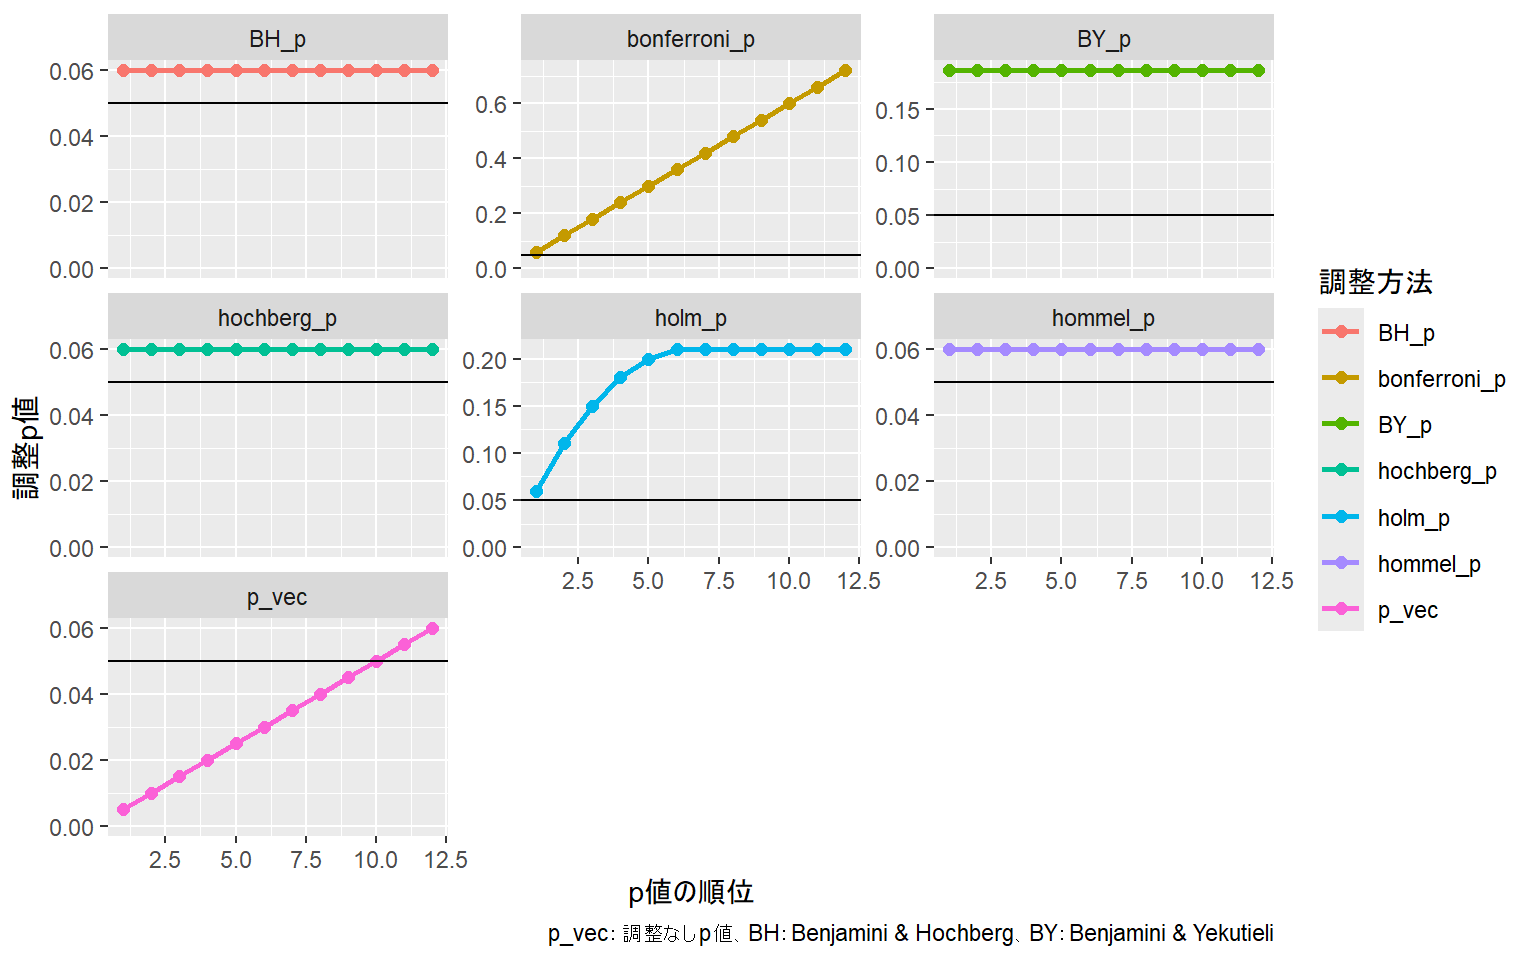 BH_p
bonferroni_p
BY_p
0.06
0.04
0.02
0.00
0.6
0.4
0.2
0.0
0.15
0.10
0.05
0.00
hochberg_p
holm_p
hommel_p
0.06
0.04
0.02
0.00
0.20
0.15
0.10
0.05
0.00
0.06
0.04
0.02
0.00
2.5 5.0 7.5 10.0 12.5
2.5 5.0 7.5 10.0 12.5
p_vec
0.06
0.04
0.02
0.00
2.5 5.0 7.5 10.0 12.5
調整p値
p値の順位
調整方法
BH_p
bonferroni_p
BY_p
hochberg_p
holm_p
hommel_p
p_vec
p_vec：調整なしp値、BH：Benjamini & Hochberg、BY：Benjamini & Yekutieli